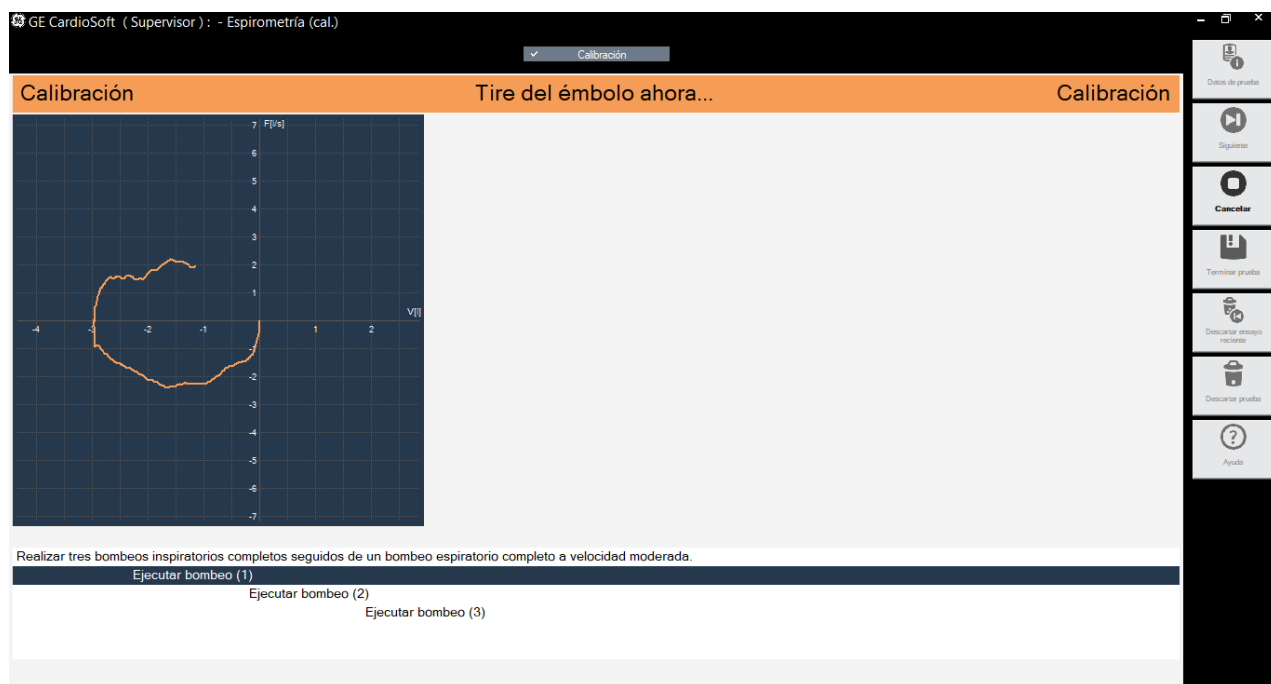 GE CardioSoft ( Supervisor ) : - Espirometría (cal.)
Calibración
Calibración Tire del émbolo ahora... Calibración
7 F[l/s]
6
5
4
3
2
1
V[l]
-4 -3 -2 -1 1 2
-1
-2
-3
-4
-5
-6
-7
Realizar tres bombeos inspiratorios completos seguidos de un bombeo espiratorio completo a velocidad moderada.
Ejecutar bombeo (1)
Ejecutar bombeo (2)
Ejecutar bombeo (3)
Datos de prueba
Siguiente
Cancelar
Terminar prueba
Descartar ensayo
reciente
Descartar prueba
Ayuda